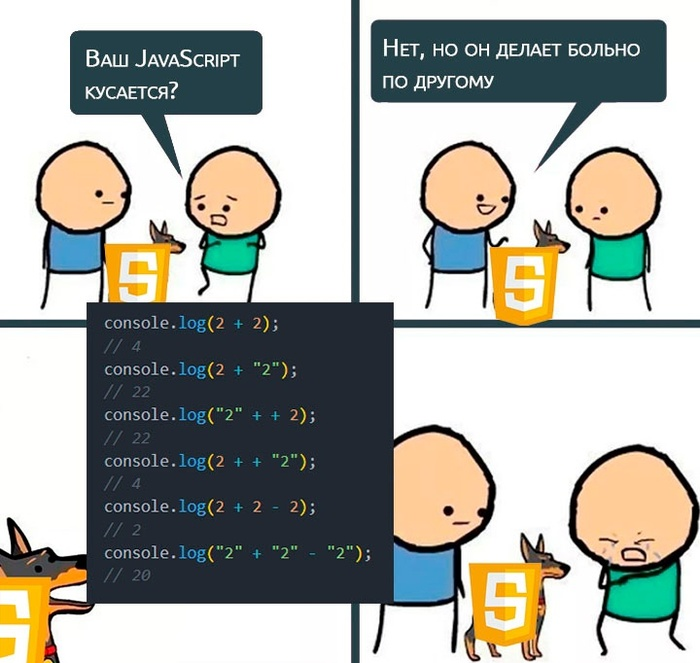 Ваш JavaScript
кусается?
Нет, но он делает больно
по другому
console.log(2 + 2);
// 4
console.log(2 + "2");
// 22
console.log("2" + + 2);
// 22
console.log(2 + + "2");
// 4
console.log(2 + 2 - 2);
// 2
console.log("2" + "2" - "2");
// 20